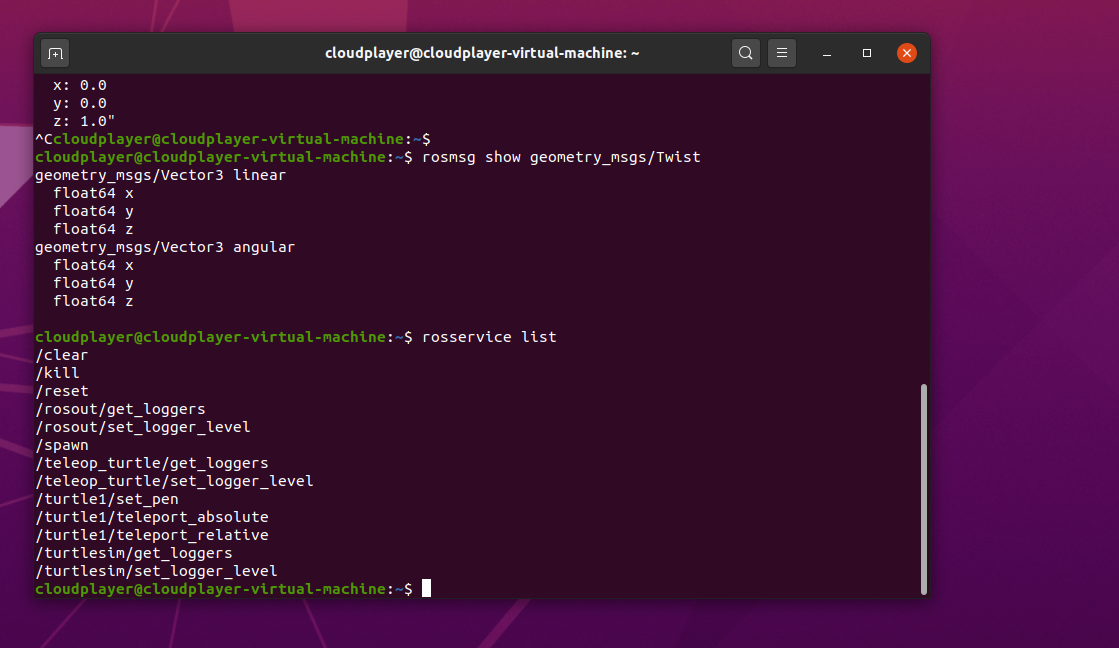 cloudplayer@cloudplayer-virtual-machine: ~
x: 0.0
y: 0.0
z: 1.0"
^Ccloudplayer@cloudplayer-virtual-machine:~$
cloudplayer@cloudplayer-virtual-machine:~$ rosmsg show geometry_msgs/Twist
geometry_msgs/Vector3 linear
  float64 x
  float64 y
  float64 z
geometry_msgs/Vector3 angular
  float64 x
  float64 y
  float64 z
cloudplayer@cloudplayer-virtual-machine:~$ rosservice list
/clear
/kill
/reset
/rosout/get_loggers
/rosout/set_logger_level
/spawn
/teleop_turtle/get_loggers
/teleop_turtle/set_logger_level
/turtle1/set_pen
/turtle1/teleport_absolute
/turtle1/teleport_relative
/turtlesim/get_loggers
/turtlesim/set_logger_level
cloudplayer@cloudplayer-virtual-machine:~$